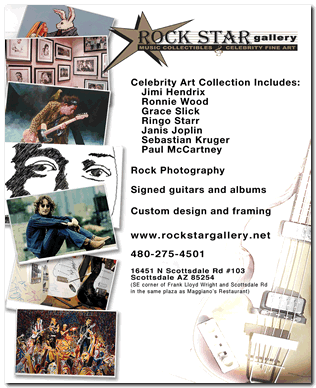 ROCK STAR gallery
MUSIC COLLECTIBLES & CELEBRITY FINE ART
Celebrity Art Collection Includes:
Jimi Hendrix
Ronnie Wood
Grace Slick
Ringo Starr
Janis Joplin
Sebastian Kruger
Paul McCartney
Rock Photography
Signed guitars and albums
Custom design and framing
www.rockstargallery.net
480-275-4501
16451 N Scottsdale Rd #103
Scottsdale AZ 85254
(SE corner of Frank Lloyd Wright and Scottsdale Rd
in the same plaza as Maggiano's Restaurant)